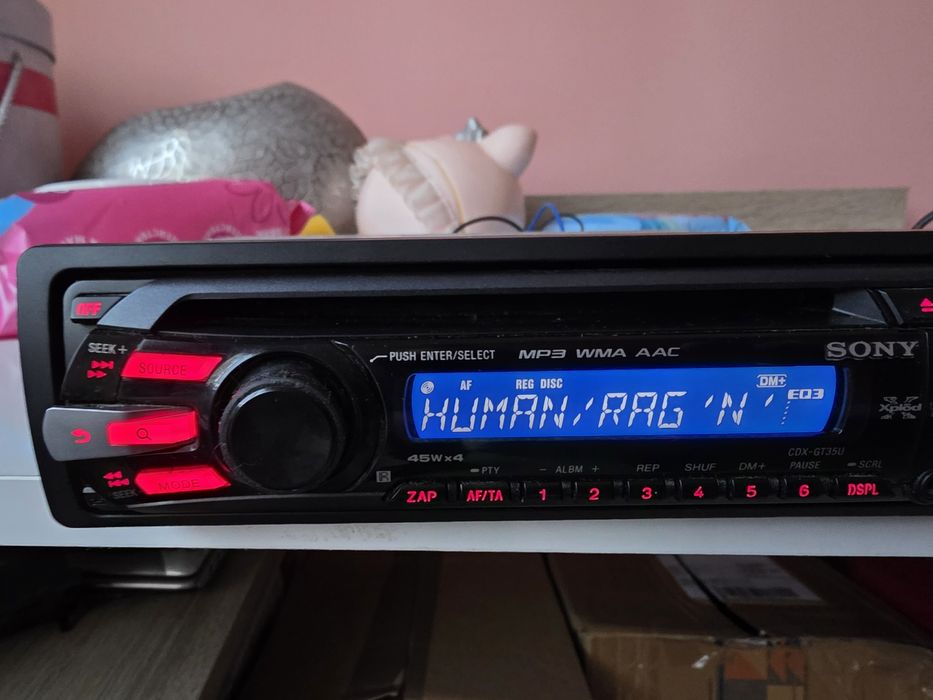 OFF
SEEK +
SOURCE
PUSH ENTER/SELECT
MP3 WMA AAC
SONY
AF
REG DISC
DM+
EQ3
HUMAN/RAG 'N '
Xplod
MODE
SEEK
45W×4
CDX-GT35U
R
PTY
− ALBM +
REP
SHUF
DM+
PAUSE
SCRL
ZAP
AF/TA
1
2
3
4
5
6
DSPL